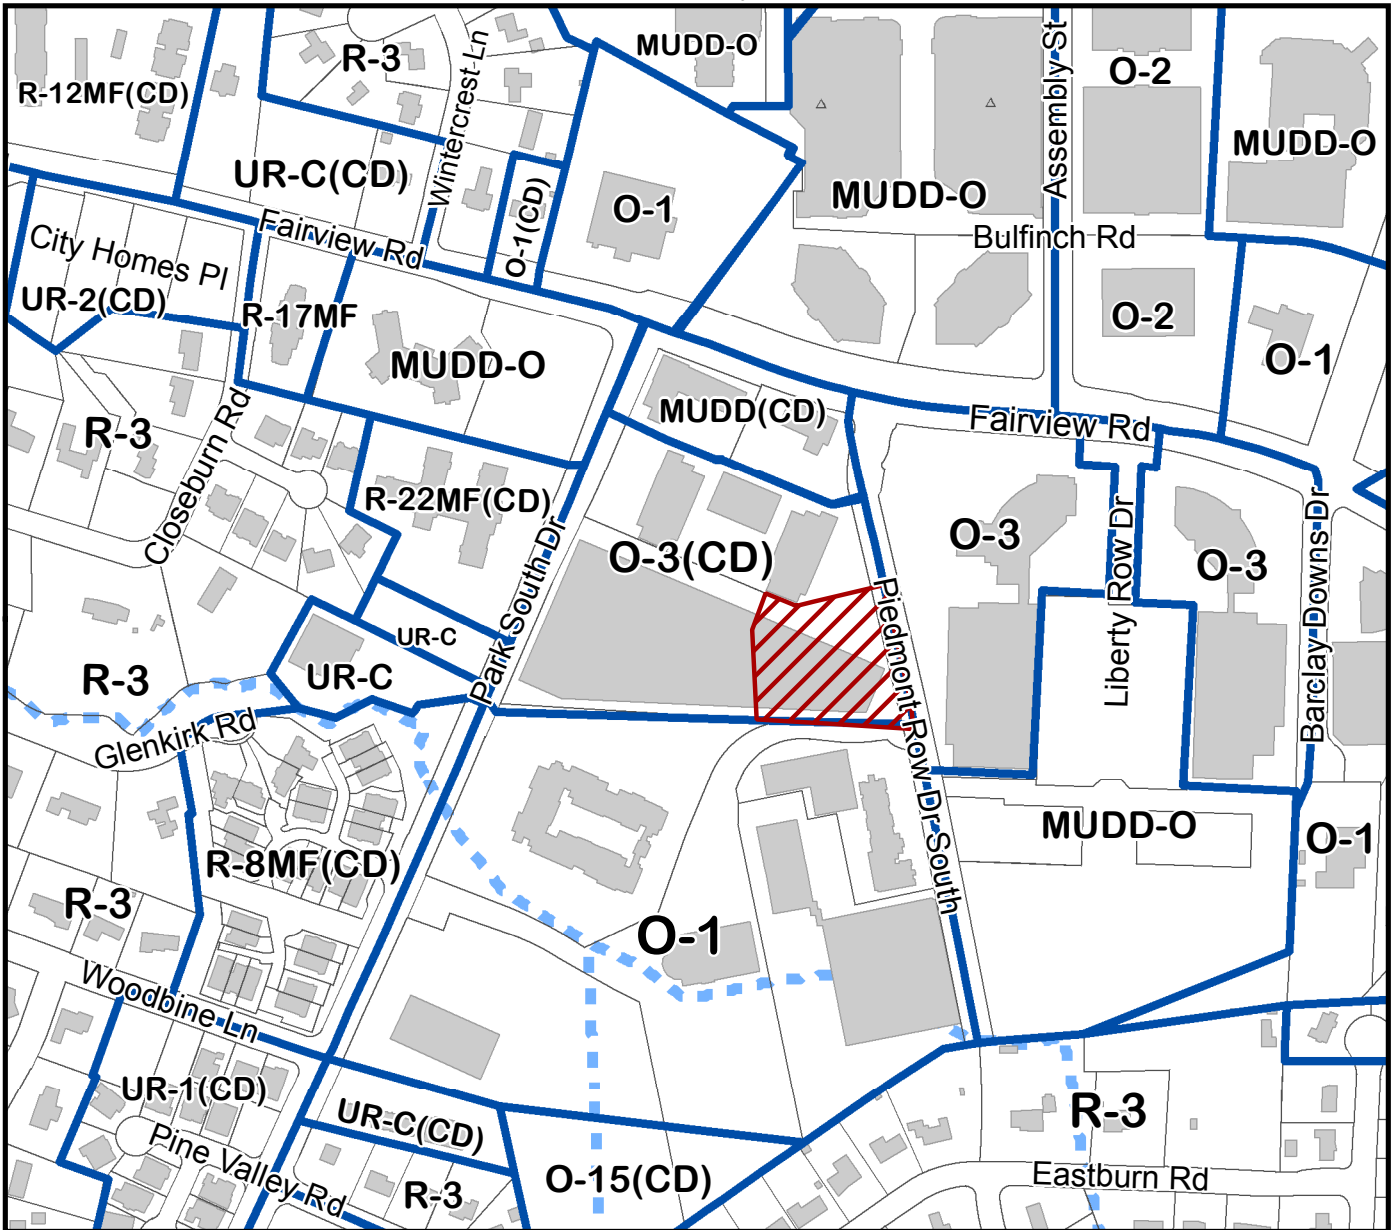 MUDD-O
R-3
R-12MF(CD)
Wintercrest Ln
Assembly St
O-2
MUDD-O
UR-C(CD)
O-1(CD)
O-1
MUDD-O
Bulfinch Rd
Fairview Rd
City Homes Pl
UR-2(CD)
R-17MF
MUDD-O
O-2
O-1
MUDD(CD)
Fairview Rd
R-3
Closeburn Rd
R-22MF(CD)
Park South Dr
O-3(CD)
O-3
Liberty Row Dr
O-3
Barclay Downs Dr
Piedmont Row Dr South
UR-C
UR-C
R-3
Glenkirk Rd
MUDD-O
O-1
R-8MF(CD)
R-3
O-1
Woodbine Ln
UR-1(CD)
UR-C(CD)
Pine Valley Rd
R-3
O-15(CD)
R-3
Eastburn Rd